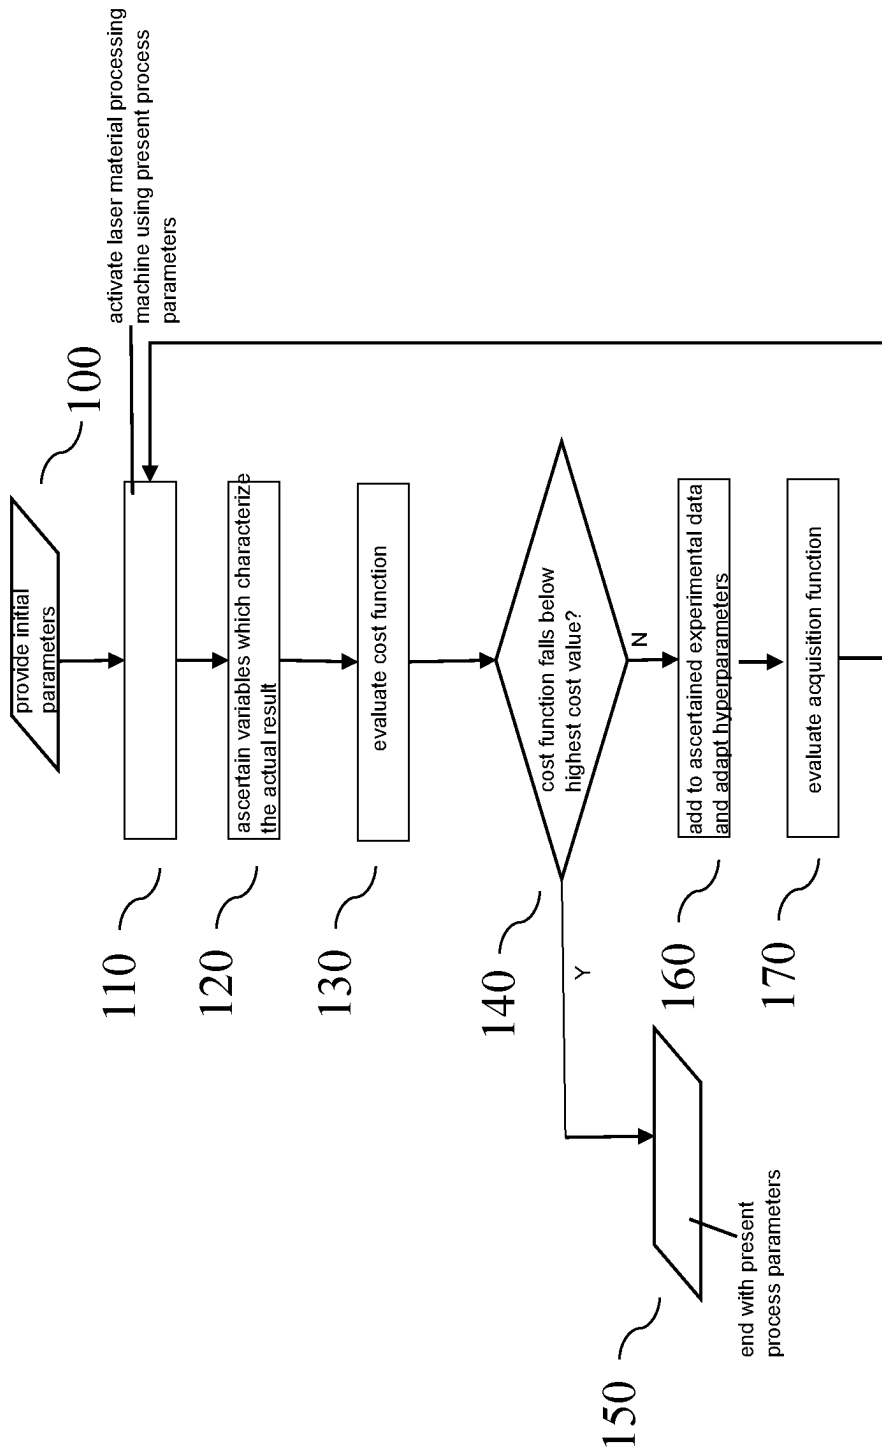 100
provide initial
parameters
activate laser material processing
machine using present process
parameters
110
120
ascertain variables which characterize
the actual result
130
evaluate cost function
140
cost function falls below
highest cost value?
Y
N
150
end with present
process parameters
160
add to ascertained experimental data
and adapt hyperparameters
170
evaluate acquisition function